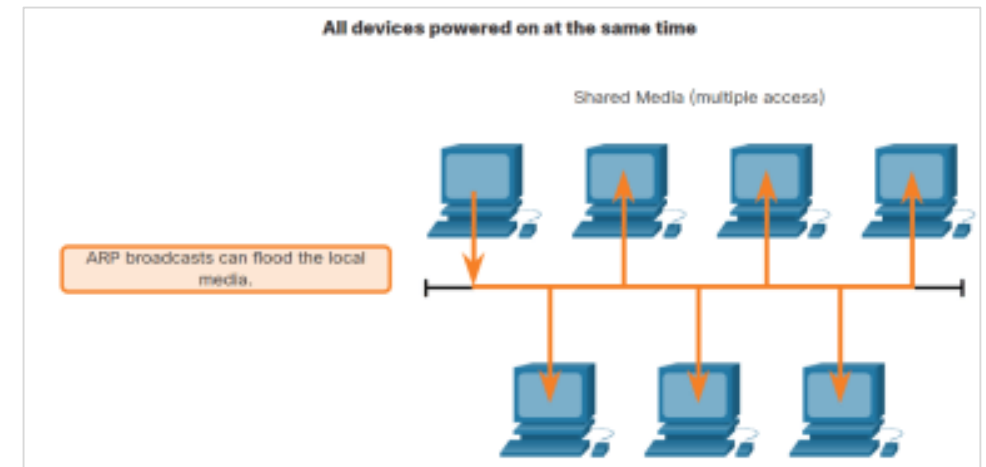 All devices powered on at the same time
Shared Media (multiple access)
ARP broadcasts can flood the local
media.